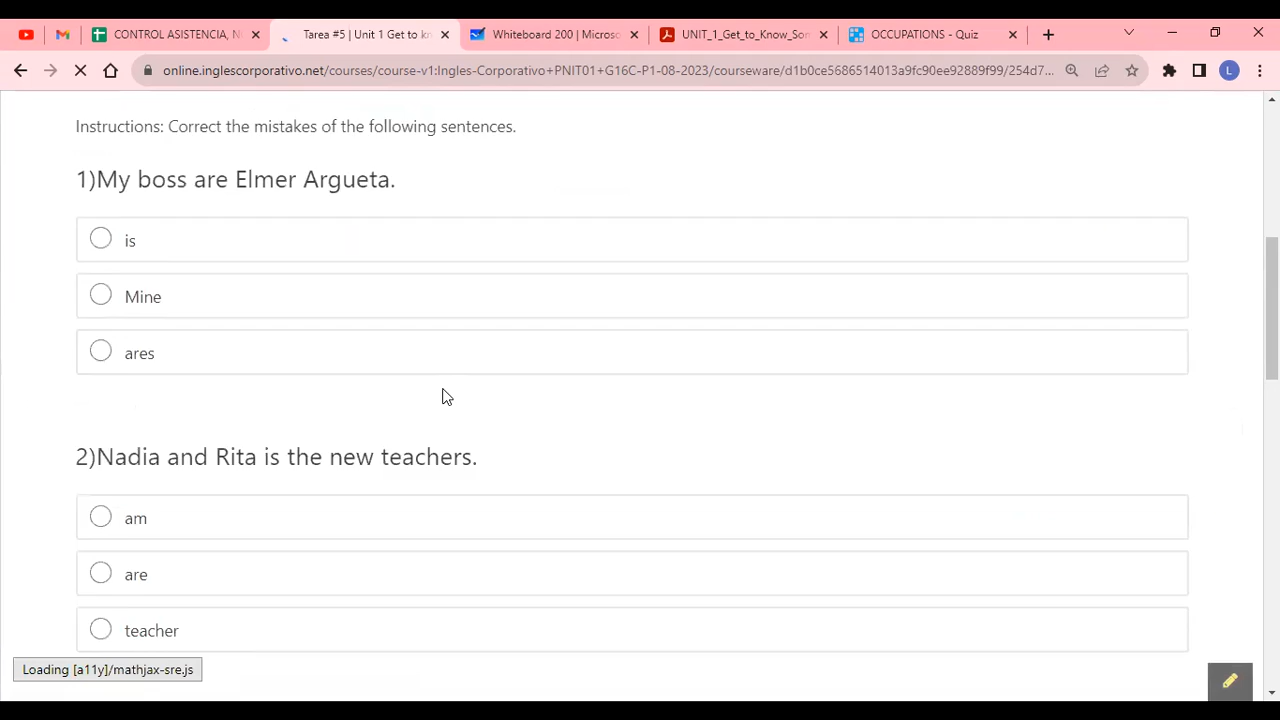 CONTROL ASISTENCIA, N
Tarea #5 | Unit 1 Get to kn
Whiteboard 200 | Microso
UNIT_1_Get_to_Know_Som
OCCUPATIONS - Quiz
online.inglescorporativo.net/courses/course-v1:Ingles-Corporativo+PNIT01+G16C-P1-08-2023/courseware/d1b0ce5686514013a9fc90ee92889f99/254d7...
L
Instructions: Correct the mistakes of the following sentences.
1)My boss are Elmer Argueta.
is
Mine
ares
2)Nadia and Rita is the new teachers.
am
are
teacher
Loading [a11y]/mathjax-sre.js